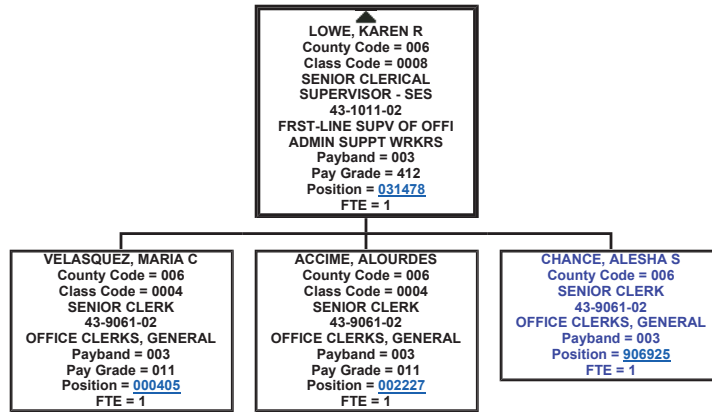 LOWE, KAREN R
County Code = 006
Class Code = 0008
SENIOR CLERICAL
SUPERVISOR - SES
43-1011-02
FRST-LINE SUPV OF OFFI
ADMIN SUPPT WRKRS
Payband = 003
Pay Grade = 412
Position = 031478
FTE = 1
VELASQUEZ, MARIA C
County Code = 006
Class Code = 0004
SENIOR CLERK
43-9061-02
OFFICE CLERKS, GENERAL
Payband = 003
Pay Grade = 011
Position = 000405
FTE = 1
ACCIME, ALOURDES
County Code = 006
Class Code = 0004
SENIOR CLERK
43-9061-02
OFFICE CLERKS, GENERAL
Payband = 003
Pay Grade = 011
Position = 002227
FTE = 1
CHANCE, ALESHA S
County Code = 006
SENIOR CLERK
43-9061-02
OFFICE CLERKS, GENERAL
Payband = 003
Position = 906925
FTE = 1